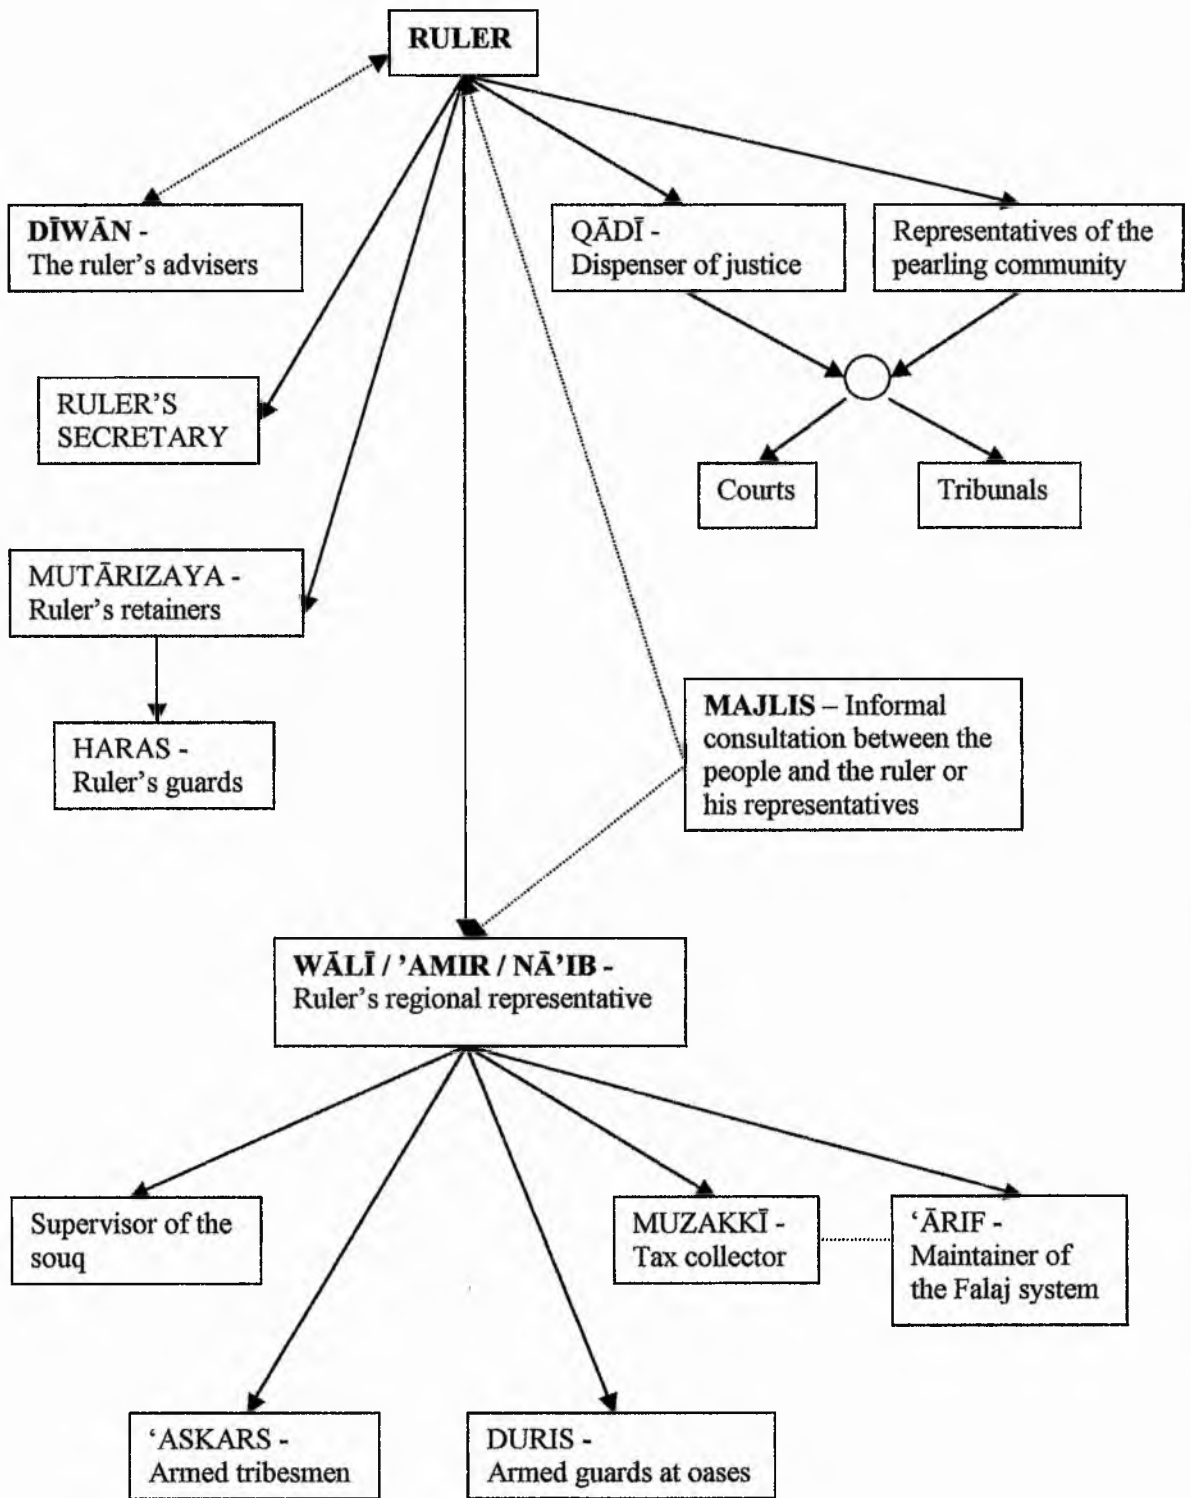 RULER
DĪWĀN -
The ruler’s advisers
QĀDĪ -
Dispenser of justice
Representatives of the
pearling community
RULER’S
SECRETARY
Courts
Tribunals
MUTĀRIZAYA -
Ruler’s retainers
HARAS -
Ruler’s guards
MAJLIS – Informal
consultation between the
people and the ruler or
his representatives
WĀLĪ / ’AMIR / NĀ’IB -
Ruler’s regional representative
Supervisor of the
souq
MUZAKKĪ -
Tax collector
‘ĀRIF -
Maintainer of
the Falaj system
‘ASKARS -
Armed tribesmen
DURIS -
Armed guards at oases